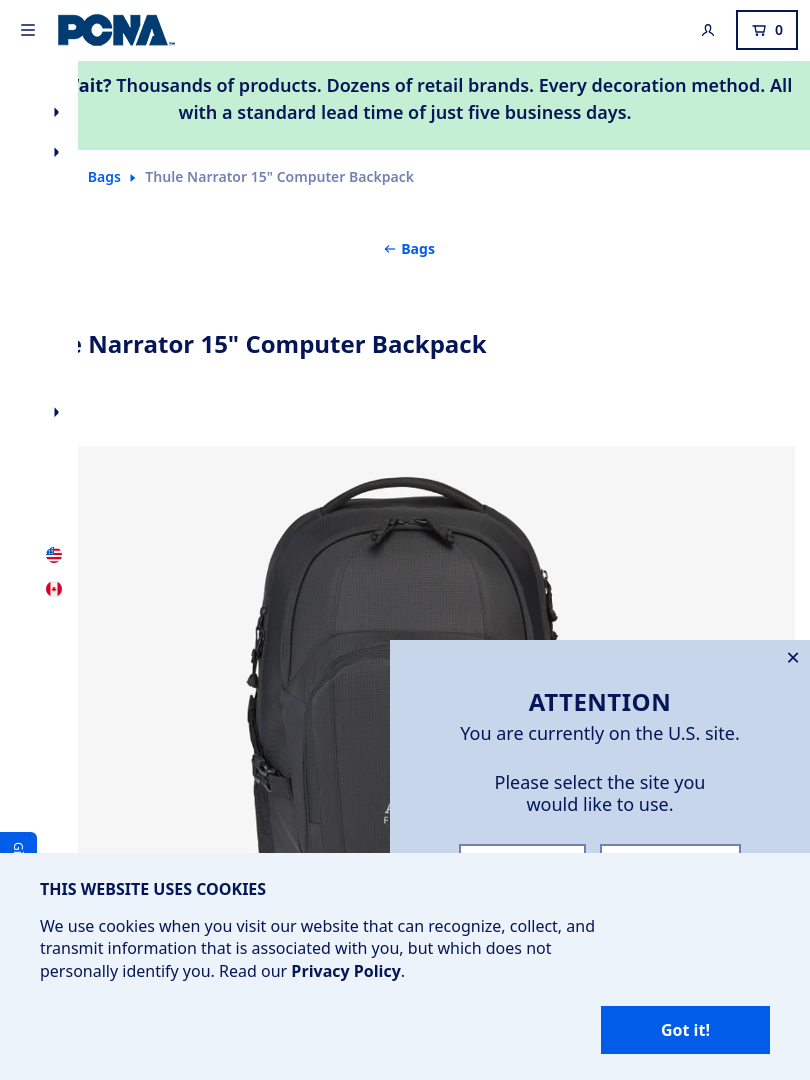 PCNA
0
Thousands of products. Dozens of retail brands. Every decoration method. All
with a standard lead time of just five business days.
Bags
Thule Narrator 15" Computer Backpack
Bags
Narrator 15" Computer Backpack
ATTENTION
You are currently on the U.S. site.
Please select the site you
would like to use.
THIS WEBSITE USES COOKIES
We use cookies when you visit our website that can recognize, collect, and
transmit information that is associated with you, but which does not
personally identify you. Read our Privacy Policy.
Got it!